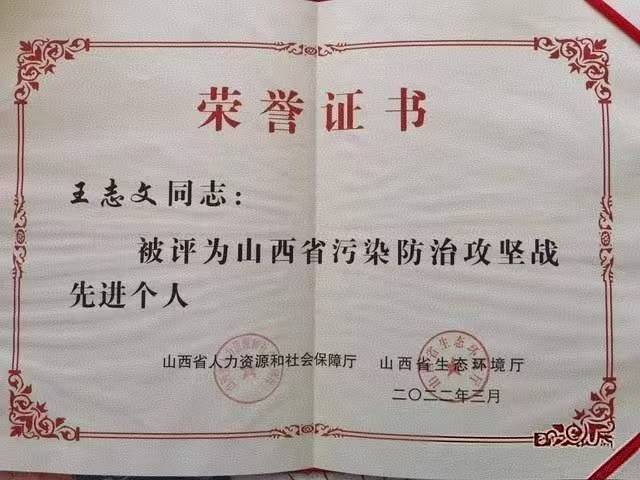 荣誉证书
王志文同志：
被评为山西省污染防治攻坚战
先进个人
山西省人力资源和社会保障厅 山西省生态环境厅
二〇二二年三月